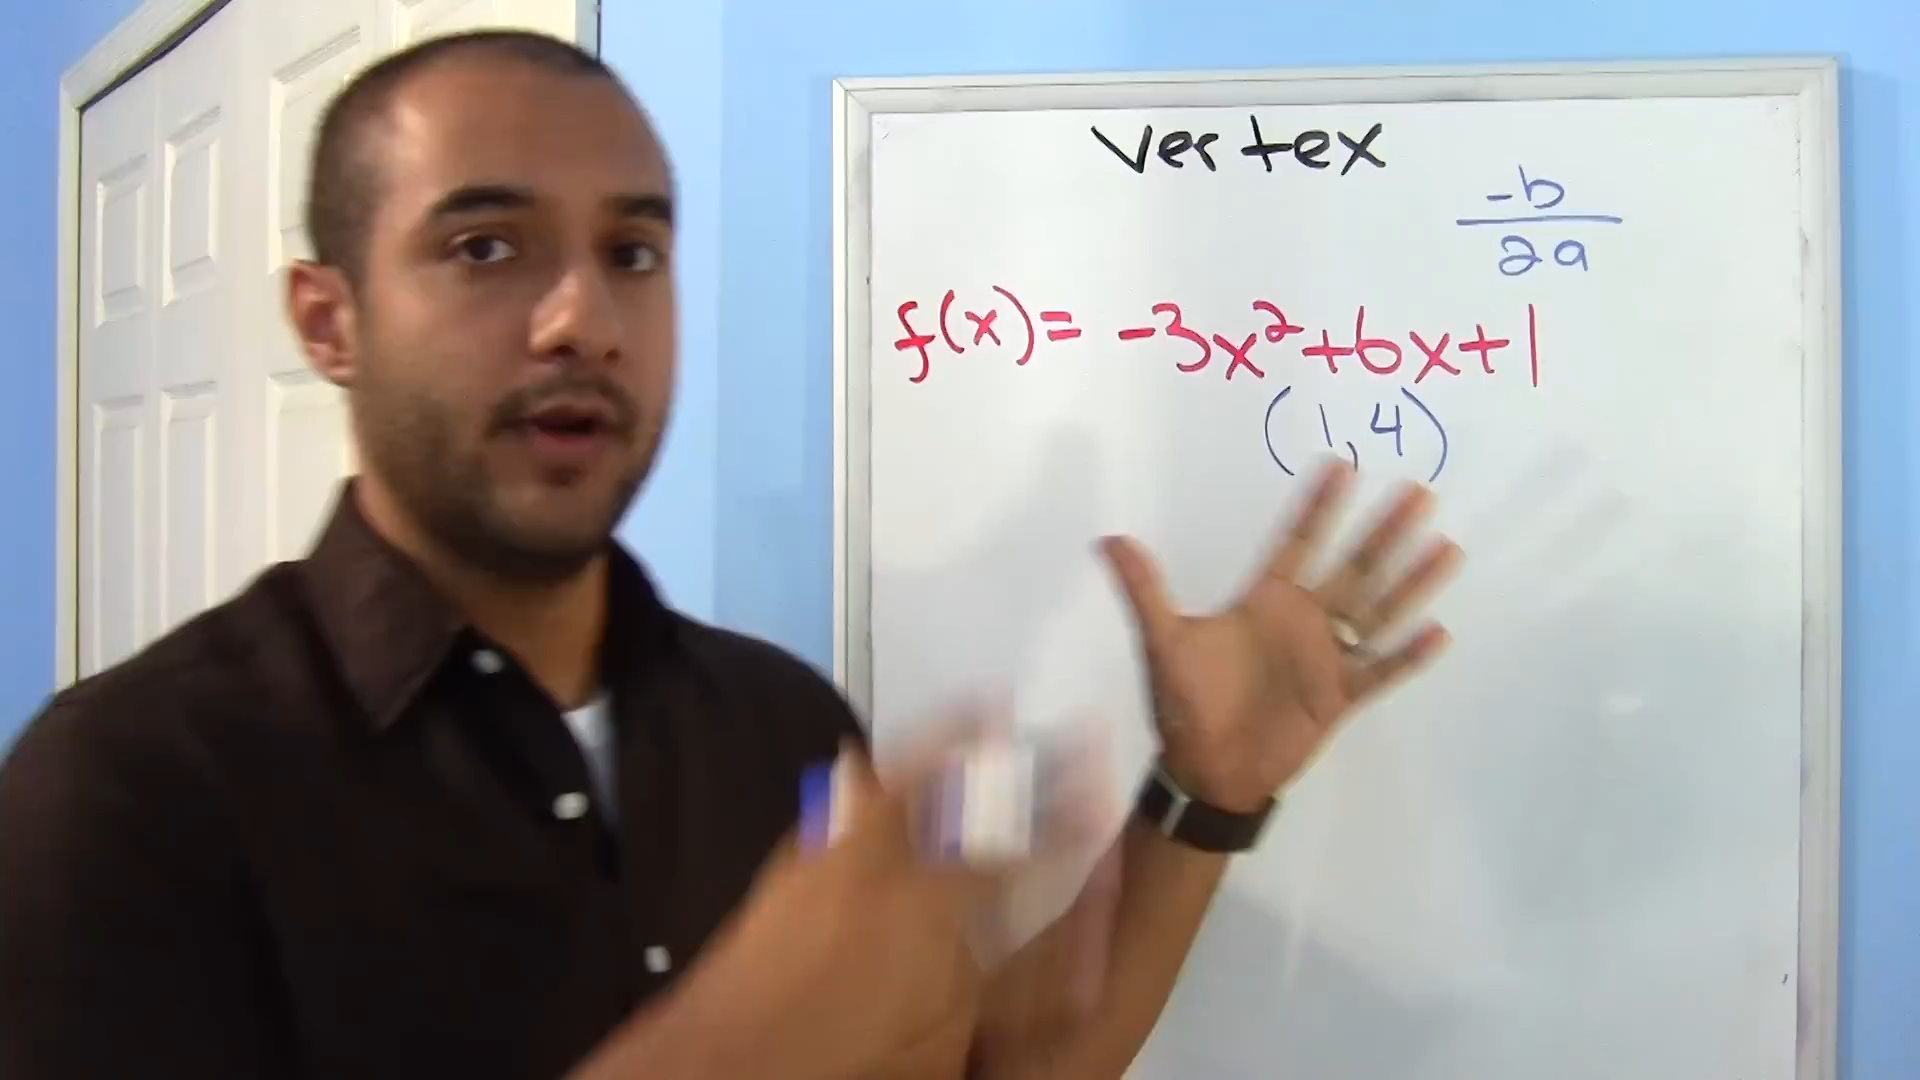 vertex
-b
2a
f(x)= -3x²+6x+1
(1,4)